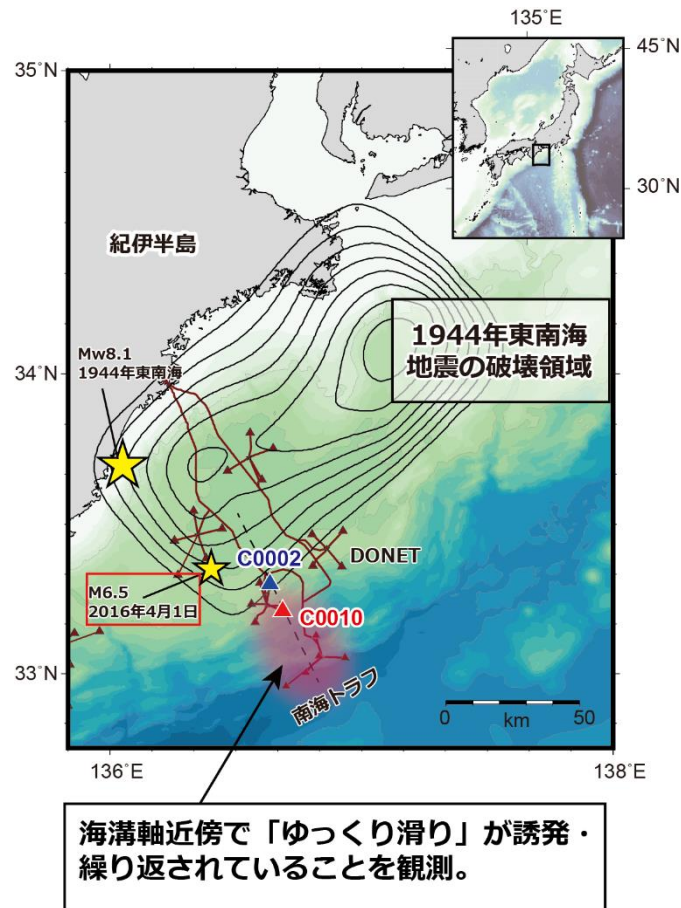 135˚E
45˚N
35˚N
30˚N
紀伊半島
1944年東南海
地震の破壊領域
Mw8.1
1944年東南海
34˚N
C0002
DONET
M6.5
2016年4月1日
C0010
33˚N
南海トラフ
0 50
km
136˚E
138˚E
海溝軸近傍で「ゆっくり滑り」が誘発・
繰り返されていることを観測。